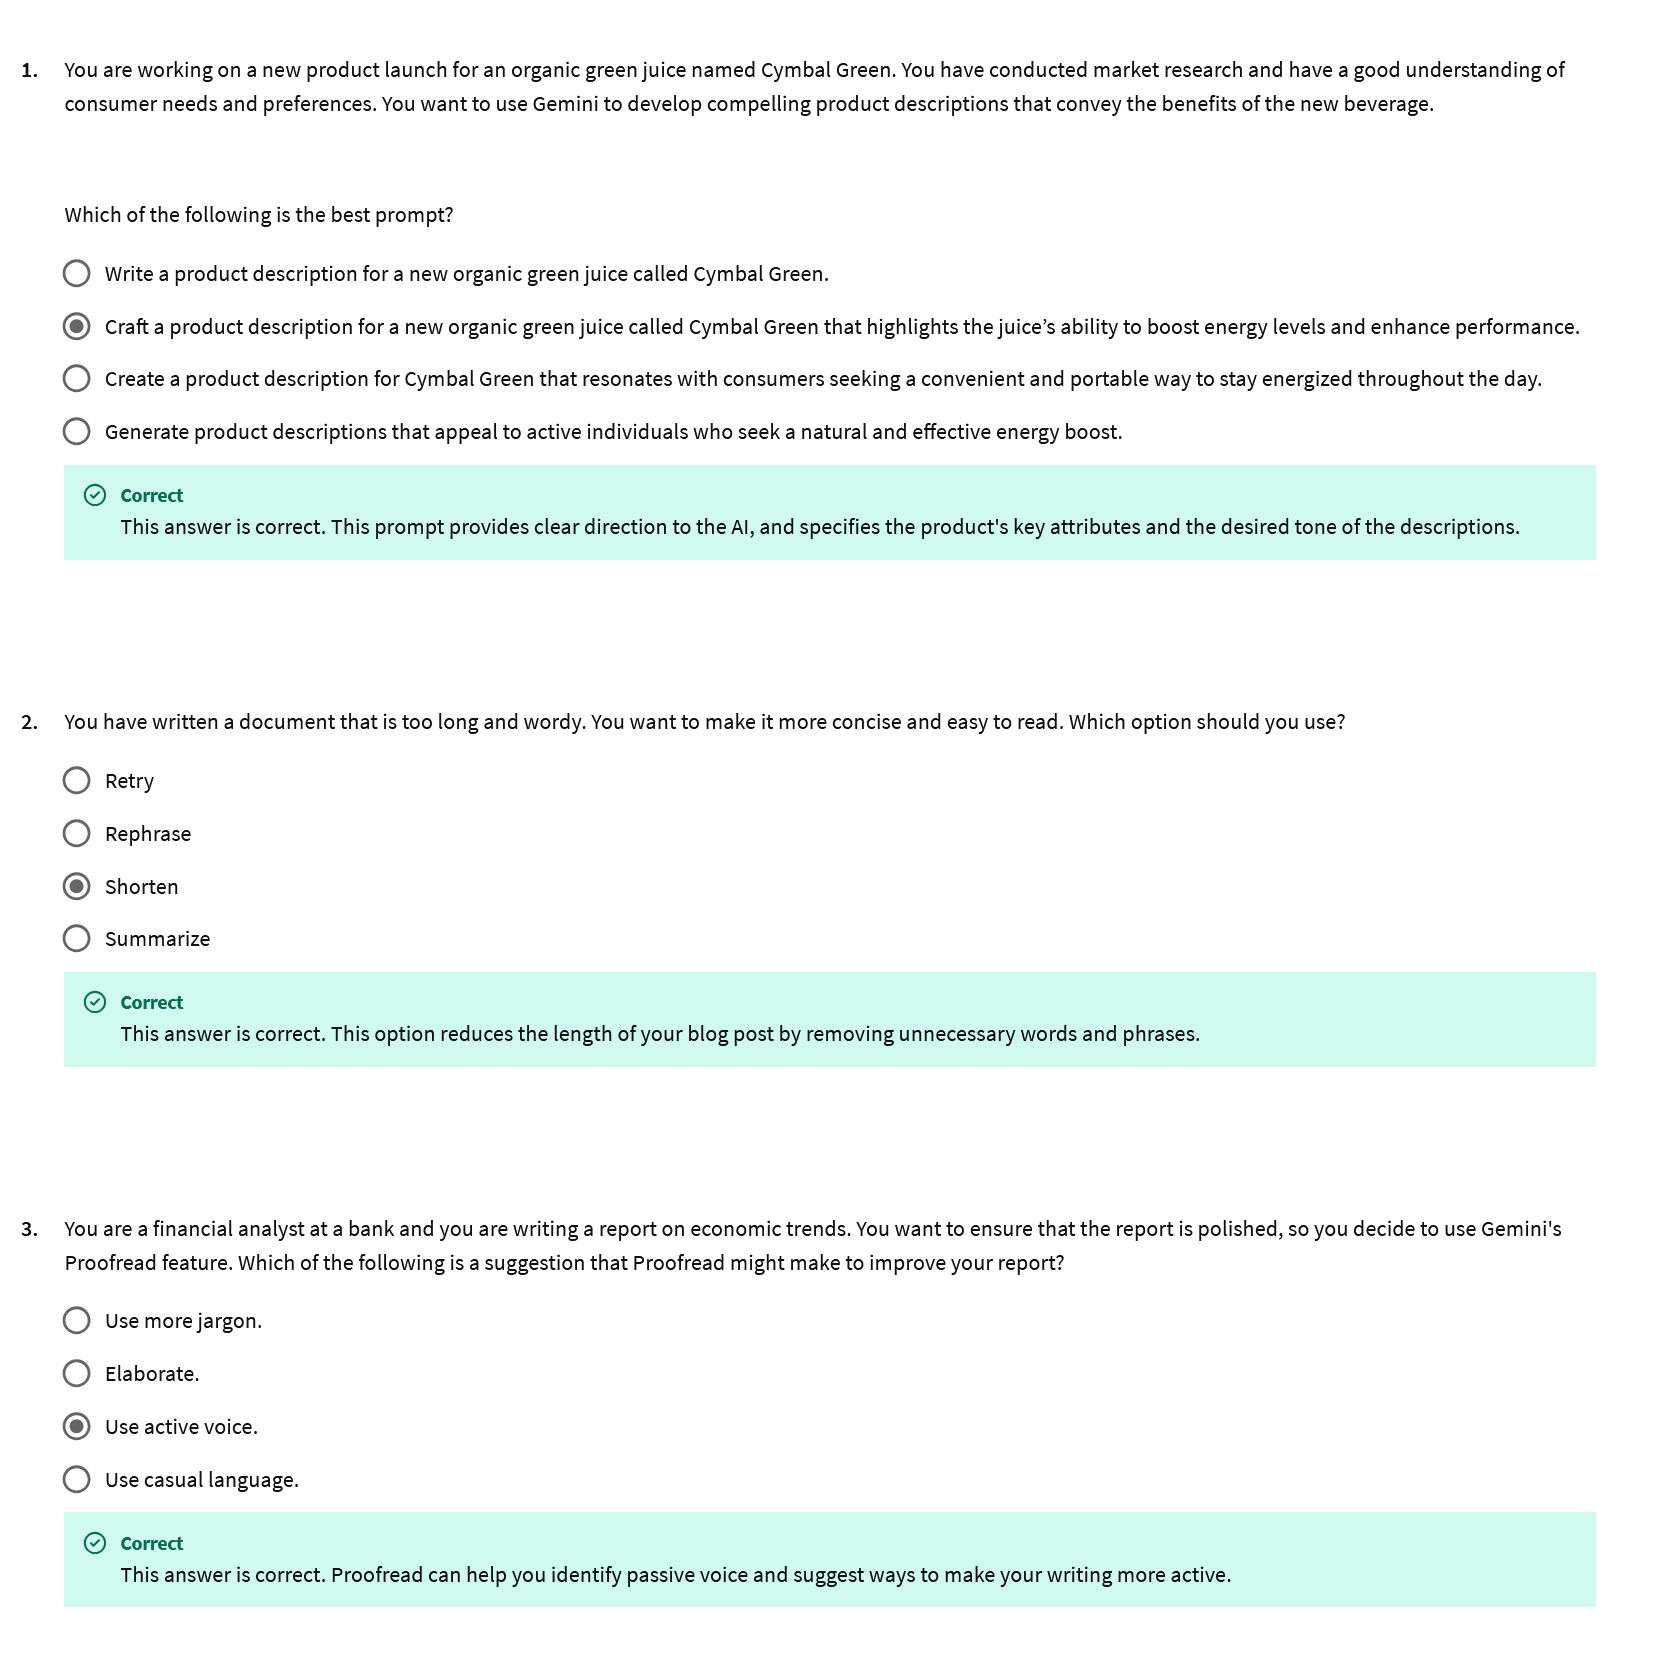 1. You are working on a new product launch for an organic green juice named Cymbal Green. You have conducted market research and have a good understanding of
consumer needs and preferences. You want to use Gemini to develop compelling product descriptions that convey the benefits of the new beverage.
Which of the following is the best prompt?
Write a product description for a new organic green juice called Cymbal Green.
Craft a product description for a new organic green juice called Cymbal Green that highlights the juice’s ability to boost energy levels and enhance performance.
Create a product description for Cymbal Green that resonates with consumers seeking a convenient and portable way to stay energized throughout the day.
Generate product descriptions that appeal to active individuals who seek a natural and effective energy boost.
Correct
This answer is correct. This prompt provides clear direction to the AI, and specifies the product's key attributes and the desired tone of the descriptions.
2. You have written a document that is too long and wordy. You want to make it more concise and easy to read. Which option should you use?
Retry
Rephrase
Shorten
Summarize
Correct
This answer is correct. This option reduces the length of your blog post by removing unnecessary words and phrases.
3. You are a financial analyst at a bank and you are writing a report on economic trends. You want to ensure that the report is polished, so you decide to use Gemini's
Proofread feature. Which of the following is a suggestion that Proofread might make to improve your report?
Use more jargon.
Elaborate.
Use active voice.
Use casual language.
Correct
This answer is correct. Proofread can help you identify passive voice and suggest ways to make your writing more active.